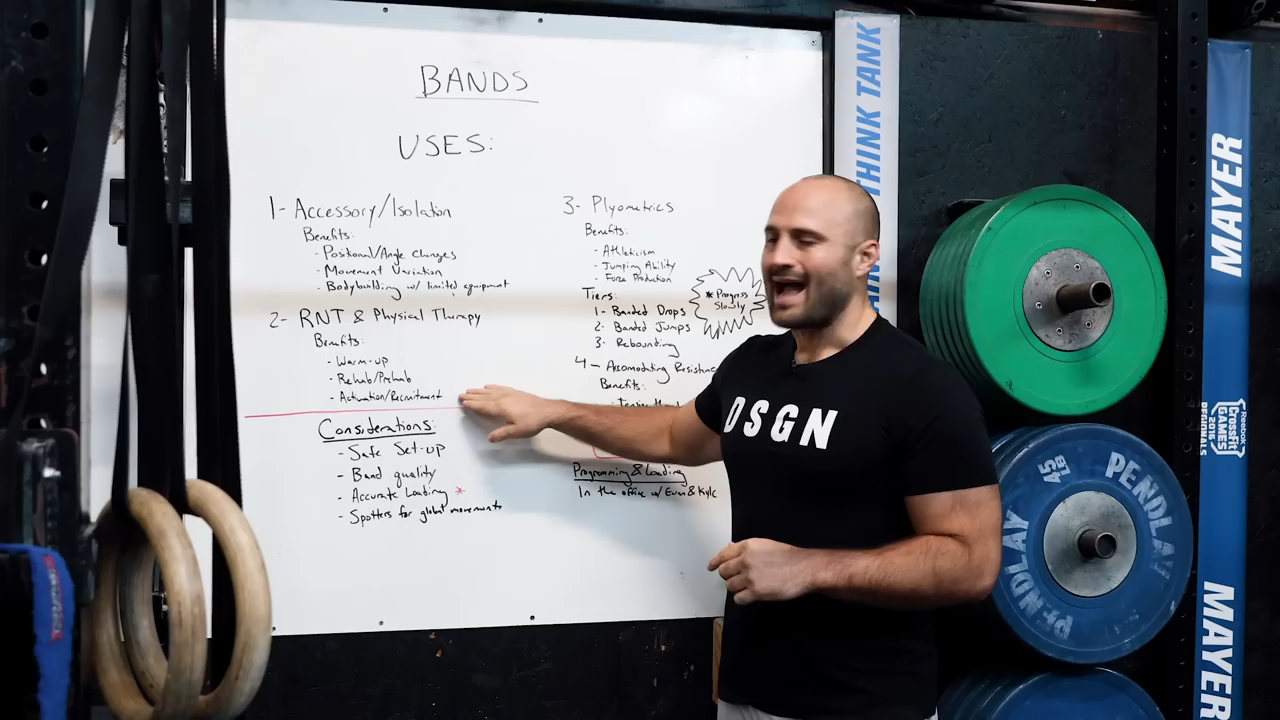 BANDS
USES:
1- Accessory/Isolation
Benefits:
- Positional/Angle Changes
- Movement Variation
- Bodybuilding w/ limited equipment
2- RNT & Physical Therapy
Benefits:
- Warm-up
- Rehab/Prehab
- Activation/Recruitment
Considerations:
- Safe Set-up
- Band quality
- Accurate Loading *
- Spotters for global movements
3- Plyometrics
Benefits:
- Athleticism
- Jumping Ability
- Force Production
Tiers:
1- Banded Drops
2- Banded Jumps
3- Rebounding
* Progress
Slowly
4- Accomodating Resistance
Benefits:
Programming & Loading
In the office w/ Evan & Kyle
DSGN
THINK TANK
MAYER
Reebok
CrossFit
GAMES
2016
REGIONALS
MAYER
45
LBS
PENDLAY
PENDLAY